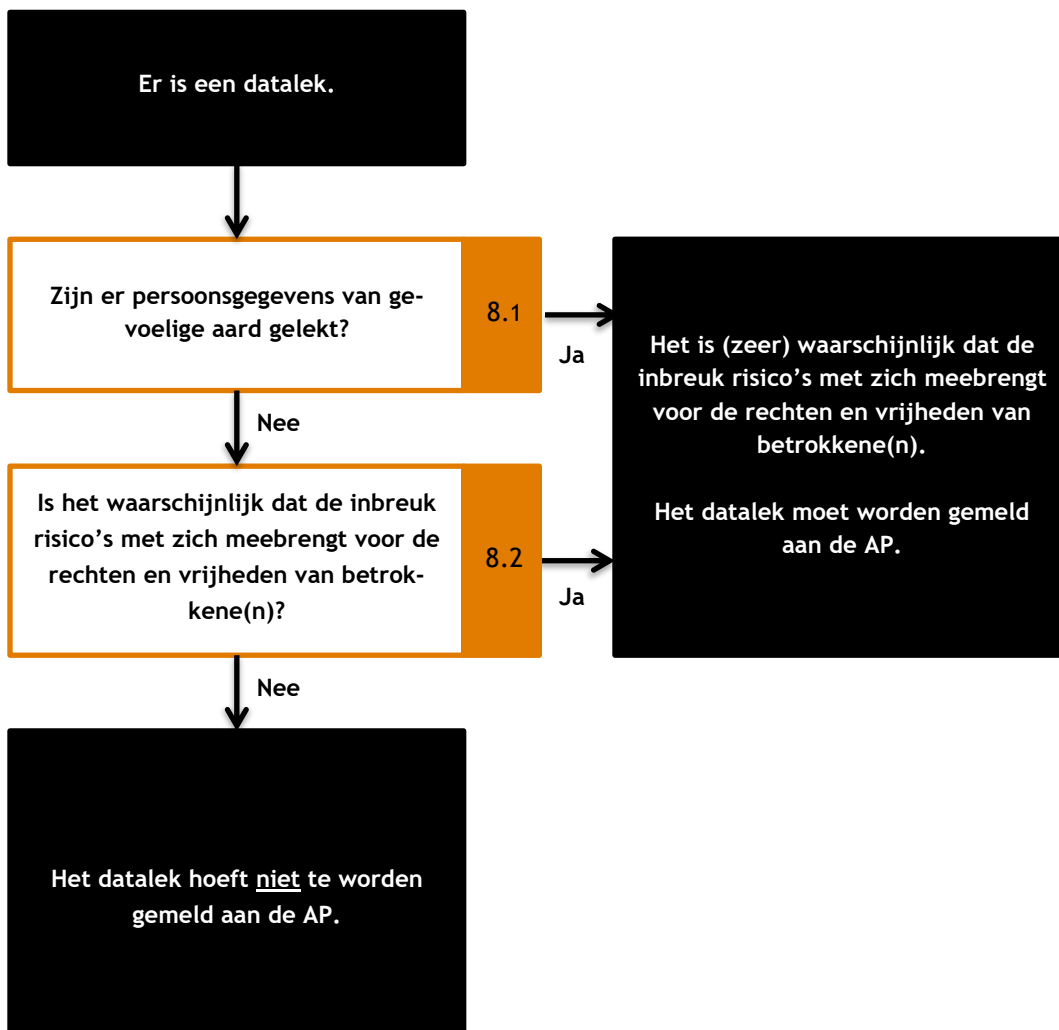 Er is een datalek.
Zijn er persoonsgegevens van ge-
voelige aard gelekt?
8.1
Ja
Nee
Het is (zeer) waarschijnlijk dat de
inbreuk risico’s met zich meebrengt
voor de rechten en vrijheden van
betrokkene(n).
Het datalek moet worden gemeld
aan de AP.
Is het waarschijnlijk dat de inbreuk
risico’s met zich meebrengt voor de
rechten en vrijheden van betrok-
kene(n)?
8.2
Ja
Nee
Het datalek hoeft niet te worden
gemeld aan de AP.